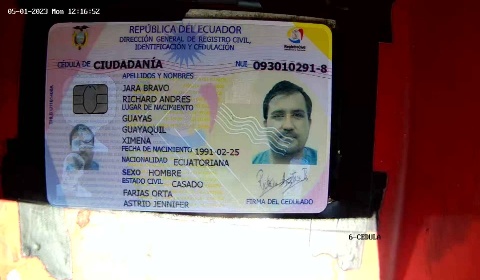 05-01-2023 Mon 12:16:52
REPÚBLICA DEL ECUADOR
DIRECCIÓN GENERAL DE REGISTRO CIVIL,
IDENTIFICACIÓN Y CEDULACIÓN
CÉDULA DE CIUDADANÍA
NUI 093010291-8
APELLIDOS Y NOMBRES
JARA BRAVO
RICHARD ANDRES
LUGAR DE NACIMIENTO
GUAYAS
GUAYAQUIL
XIMENA
FECHA DE NACIMIENTO 1991-02-25
NACIONALIDAD ECUATORIANA
SEXO HOMBRE
ESTADO CIVIL CASADO
FARIAS ORTA
ASTRID JENNIFER
FIRMA DEL CEDULADO
6-CEDULA